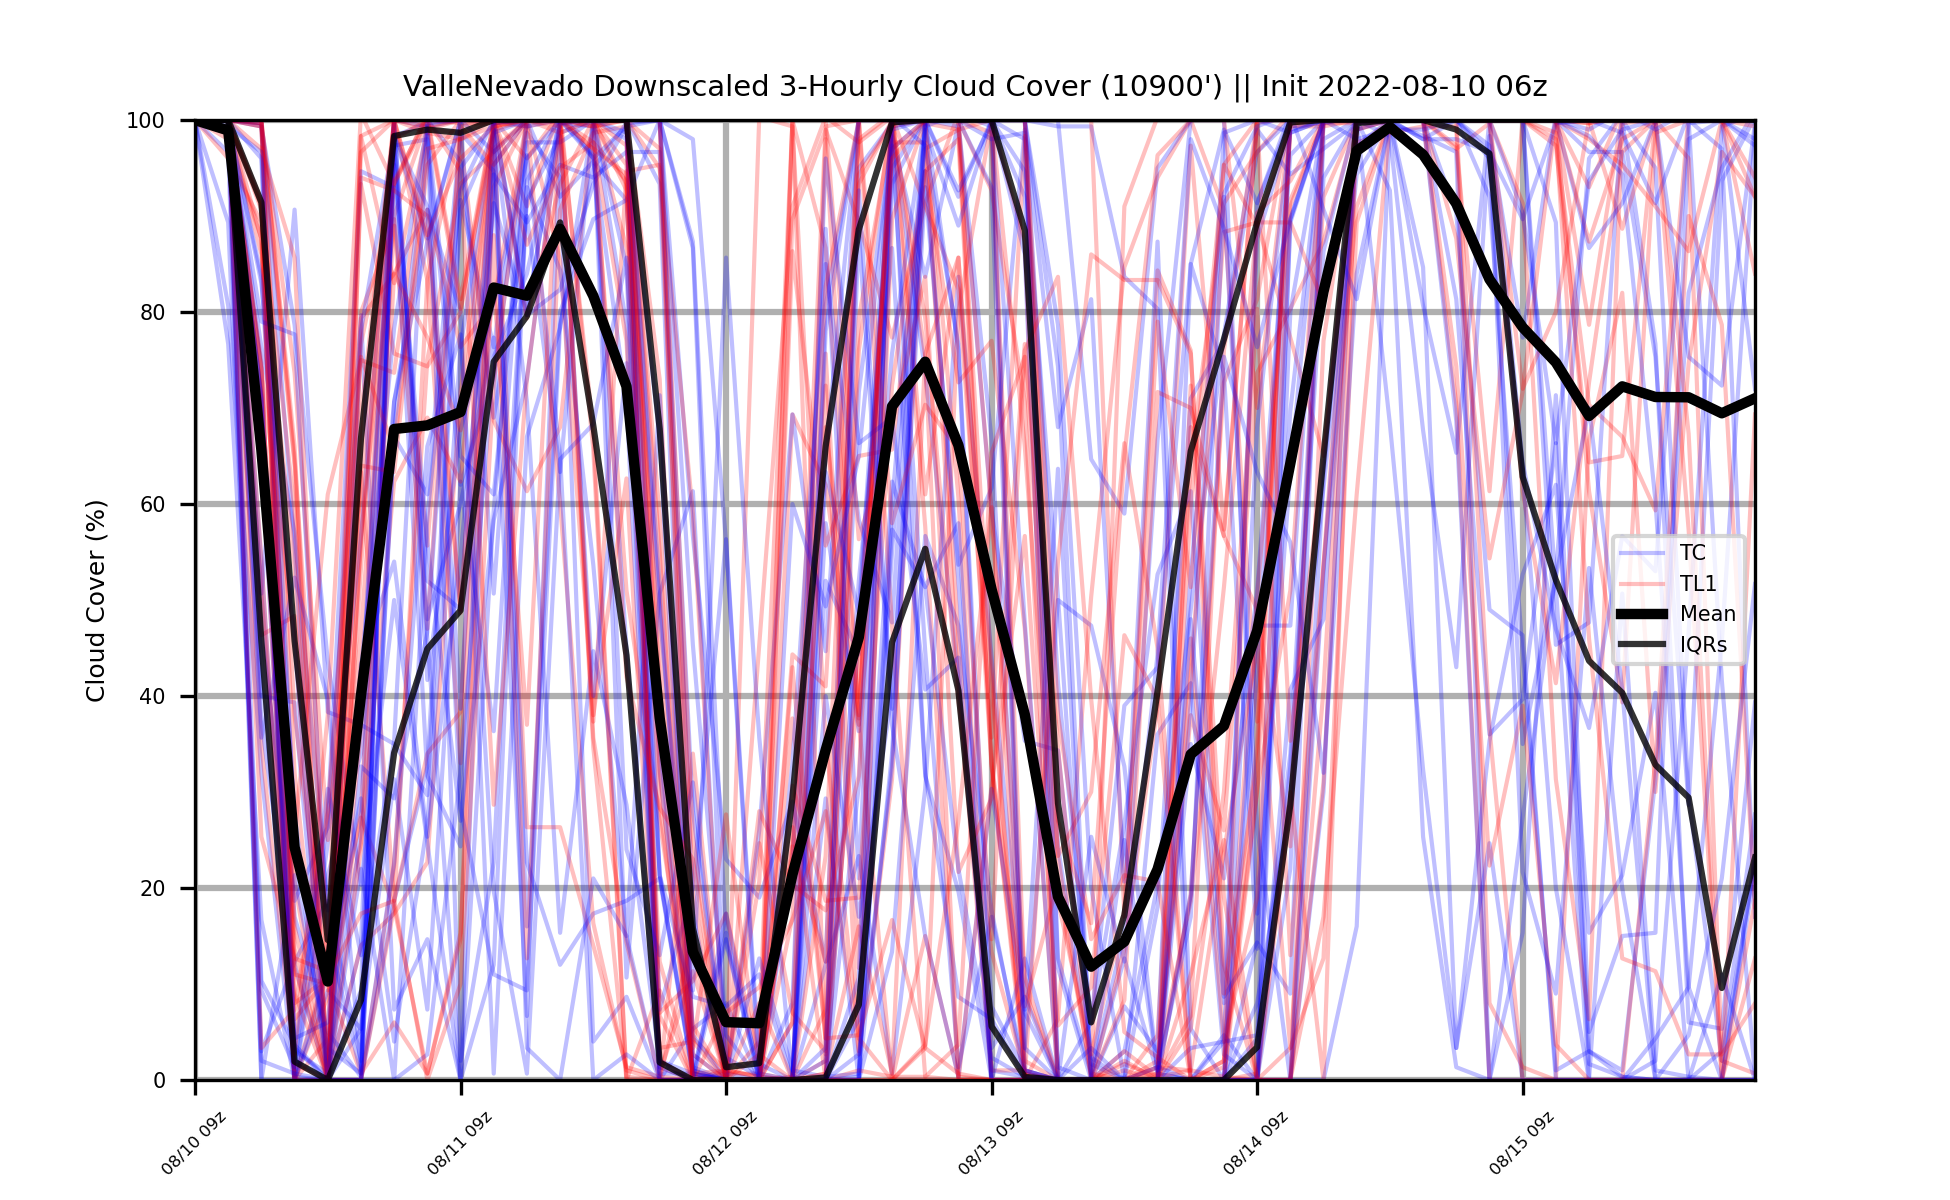 ValleNevado Downscaled 3-Hourly Cloud Cover (10900') || Init 2022-08-10 06z
Cloud Cover (%)
100
80
60
40
20
0
TC
TL1
Mean
IQRs
08/10 09z
08/11 09z
08/12 09z
08/13 09z
08/14 09z
08/15 09z